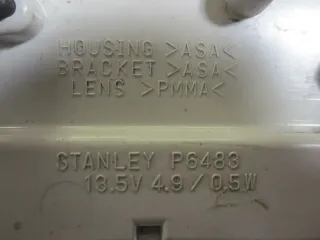 HOUSING >ASA<
BRACKET >ASA<
LENS >PMMA<
STANLEY P6483
13.5V 4.9/0.5W